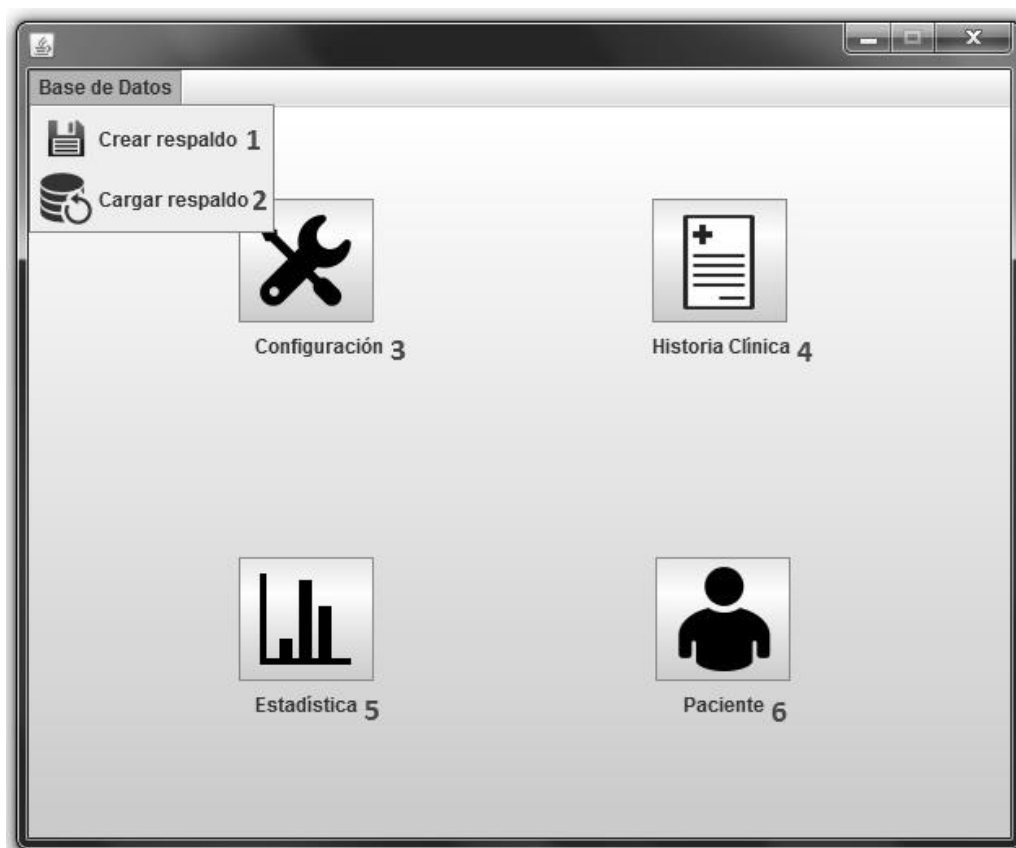 Base de Datos
Crear respaldo 1
Cargar respaldo 2
Configuración 3
Historia Clínica 4
Estadística 5
Paciente 6